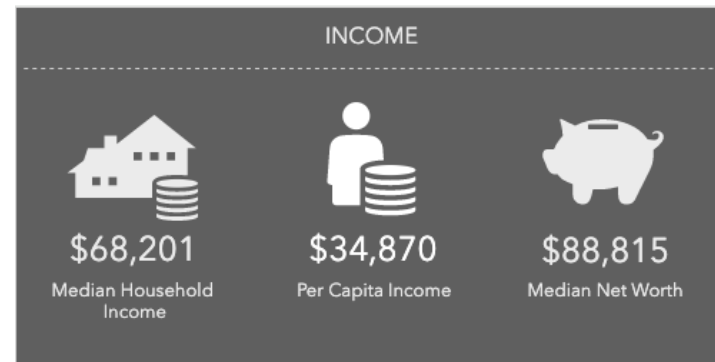 INCOME
$68,201
$34,870
$88,815
Median Household
Income
Per Capita Income
Median Net Worth